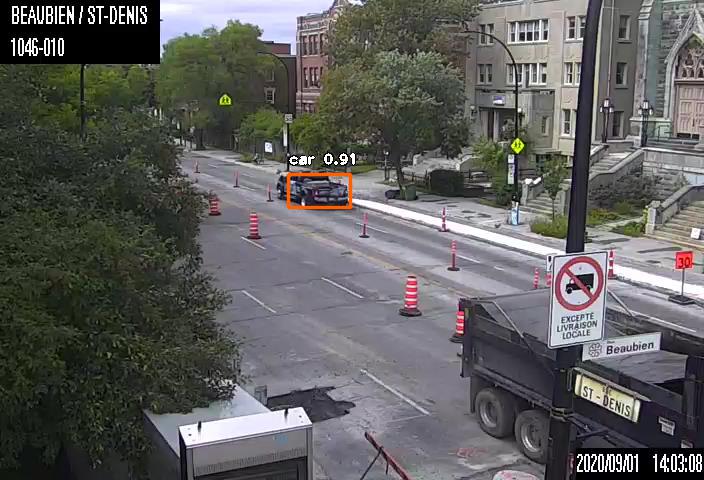 BEAUBIEN / ST-DENIS
1046-010
car 0.91
30
EXCEPTÉ
LIVRAISON
LOCALE
Beaubien
ST-DENIS
2020/09/01 14:03:08